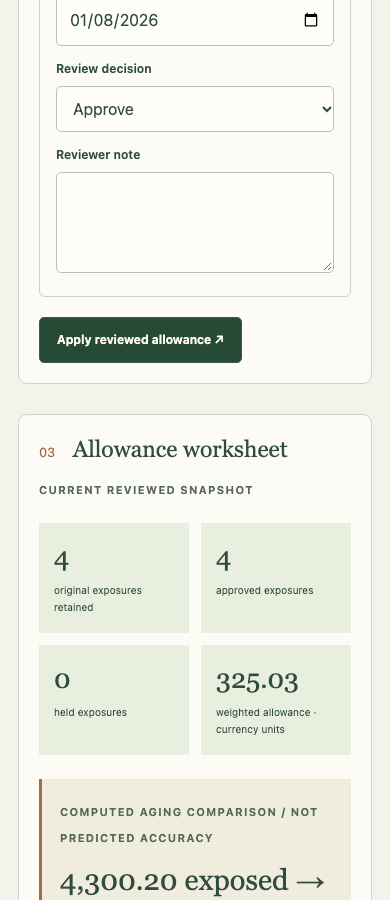 01/08/2026
Review decision
Approve
Reviewer note
Apply reviewed allowance ↗
03 Allowance worksheet
CURRENT REVIEWED SNAPSHOT
4
original exposures
retained
4
approved exposures
0
held exposures
325.03
weighted allowance ·
currency units
COMPUTED AGING COMPARISON / NOT
PREDICTED ACCURACY
4,300.20 exposed →